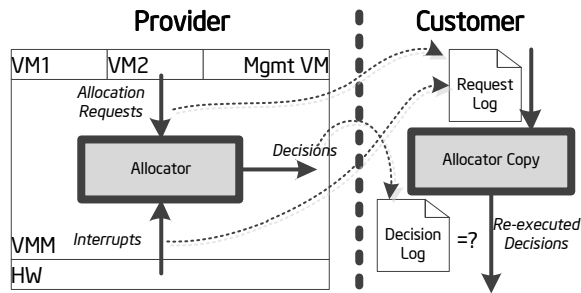 Provider
Customer
VM1
VM2
Mgmt VM
Allocation
Requests
Request
Log
Allocator
Decisions
Allocator Copy
Interrupts
Decision
Log
=?
Re-executed
Decisions
VMM
HW